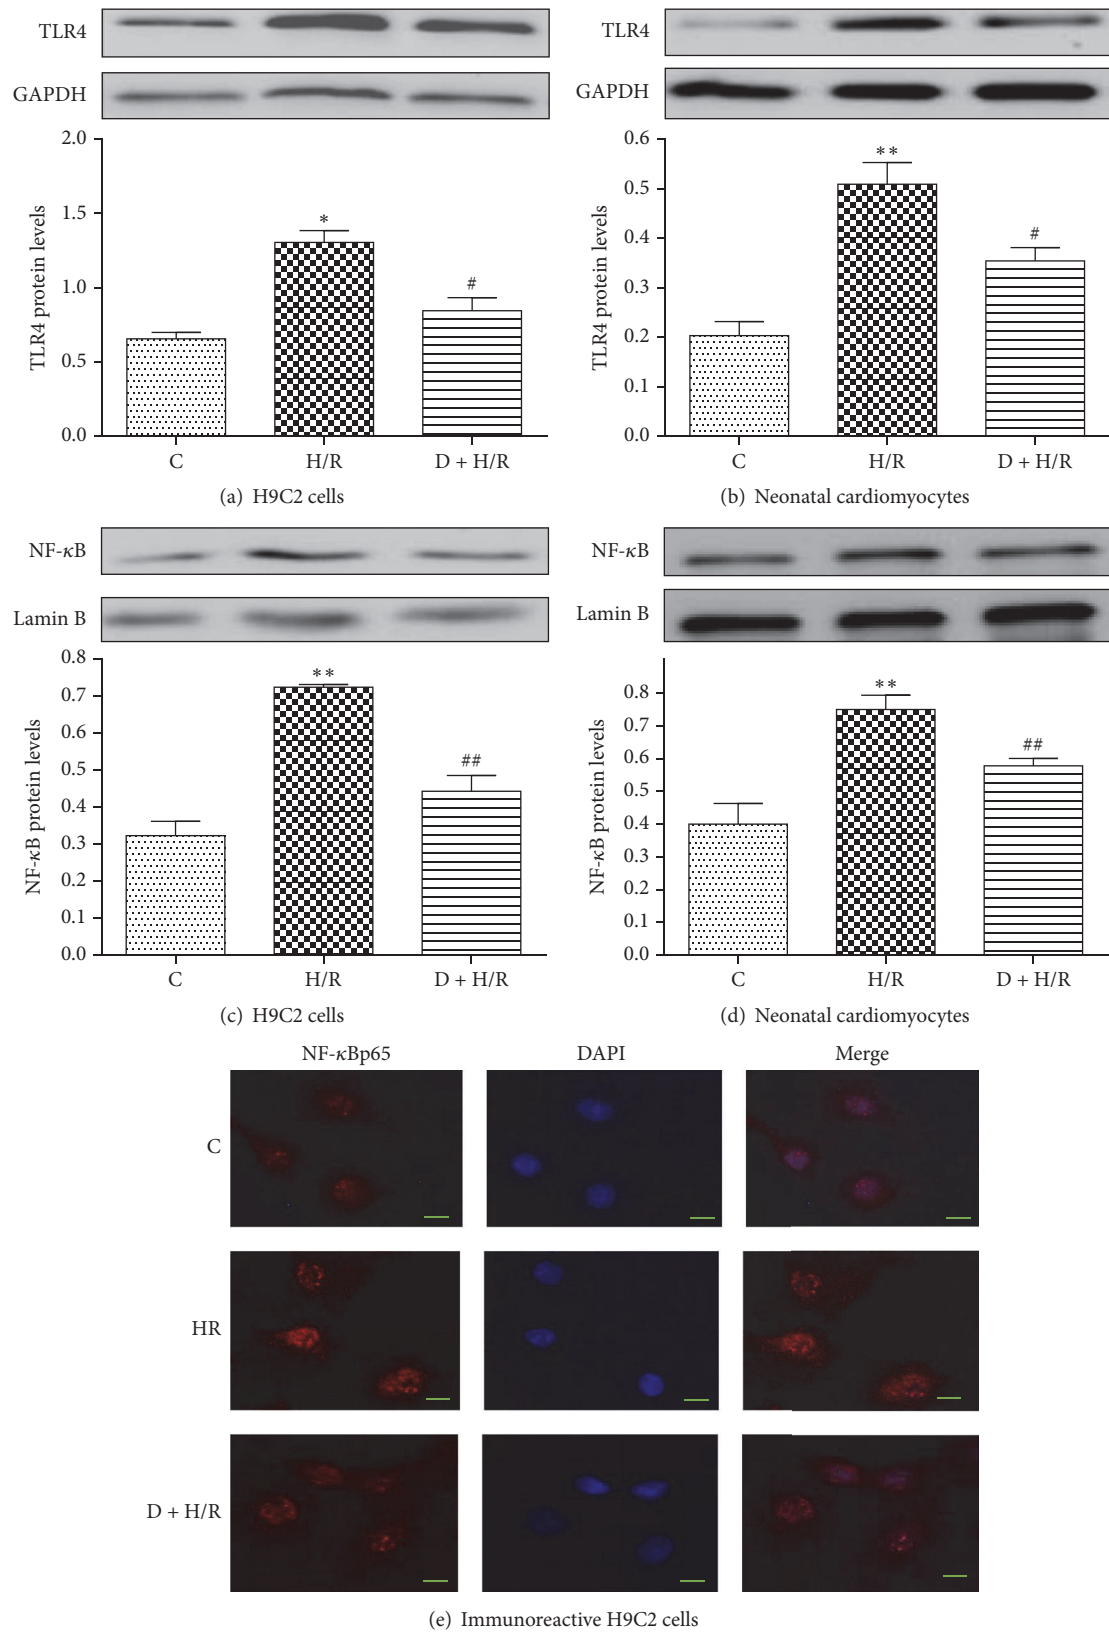 TLR4
GAPDH
TLR4 protein levels
2.0
1.5
1.0
0.5
0.0
*
#
C H/R D + H/R
(a) H9C2 cells
TLR4
GAPDH
TLR4 protein levels
0.6
0.5
0.4
0.3
0.2
0.1
0.0
**
#
C H/R D + H/R
(b) Neonatal cardiomyocytes
NF-κB
Lamin B
NF-κB protein levels
0.8
0.7
0.6
0.5
0.4
0.3
0.2
0.1
0.0
**
##
C H/R D + H/R
(c) H9C2 cells
NF-κB
Lamin B
NF-κB protein levels
0.8
0.7
0.6
0.5
0.4
0.3
0.2
0.1
0.0
**
##
C H/R D + H/R
(d) Neonatal cardiomyocytes
NF-κBp65 DAPI Merge
C
HR
D + H/R
(e) Immunoreactive H9C2 cells